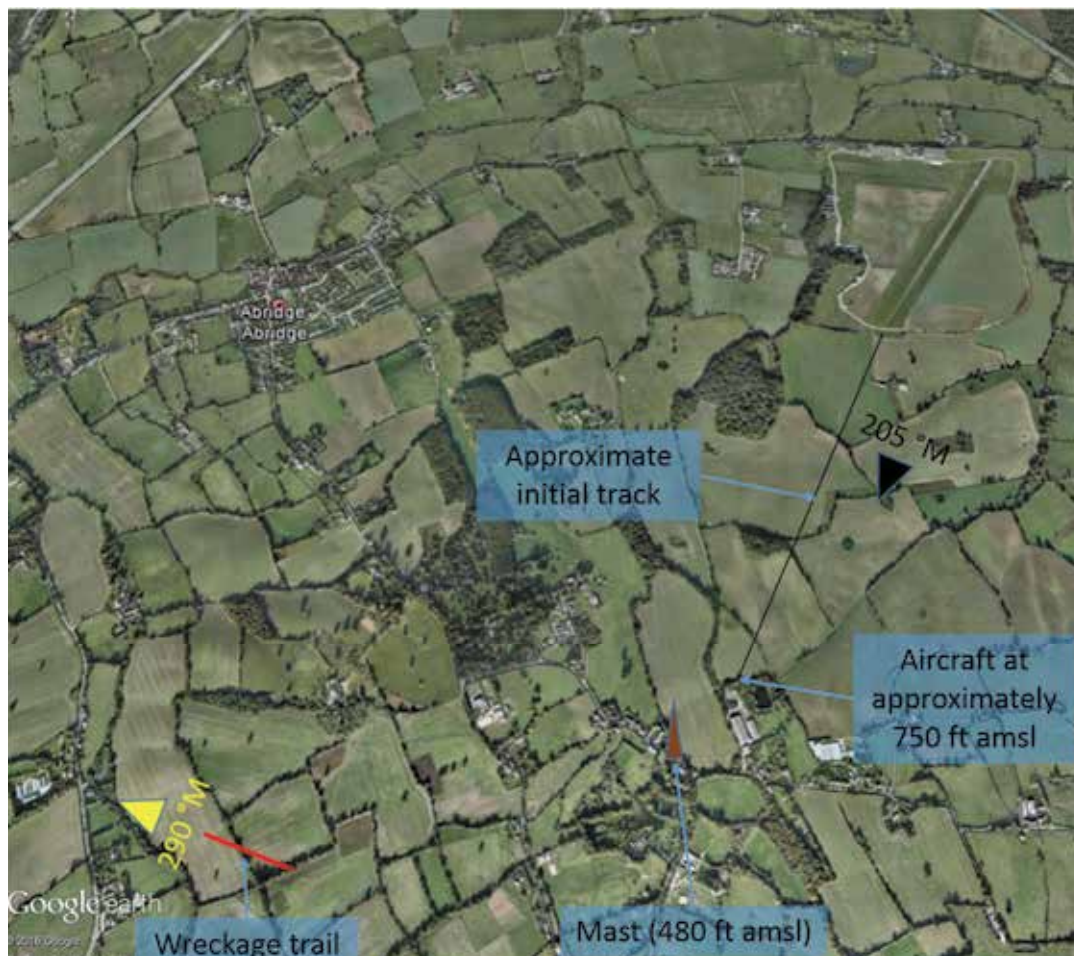 Abridge
Abridge
205 °M
Approximate
initial track
Aircraft at
approximately
750 ft amsl
290 °M
Google earth
Wreckage trail
Mast (480 ft amsl)